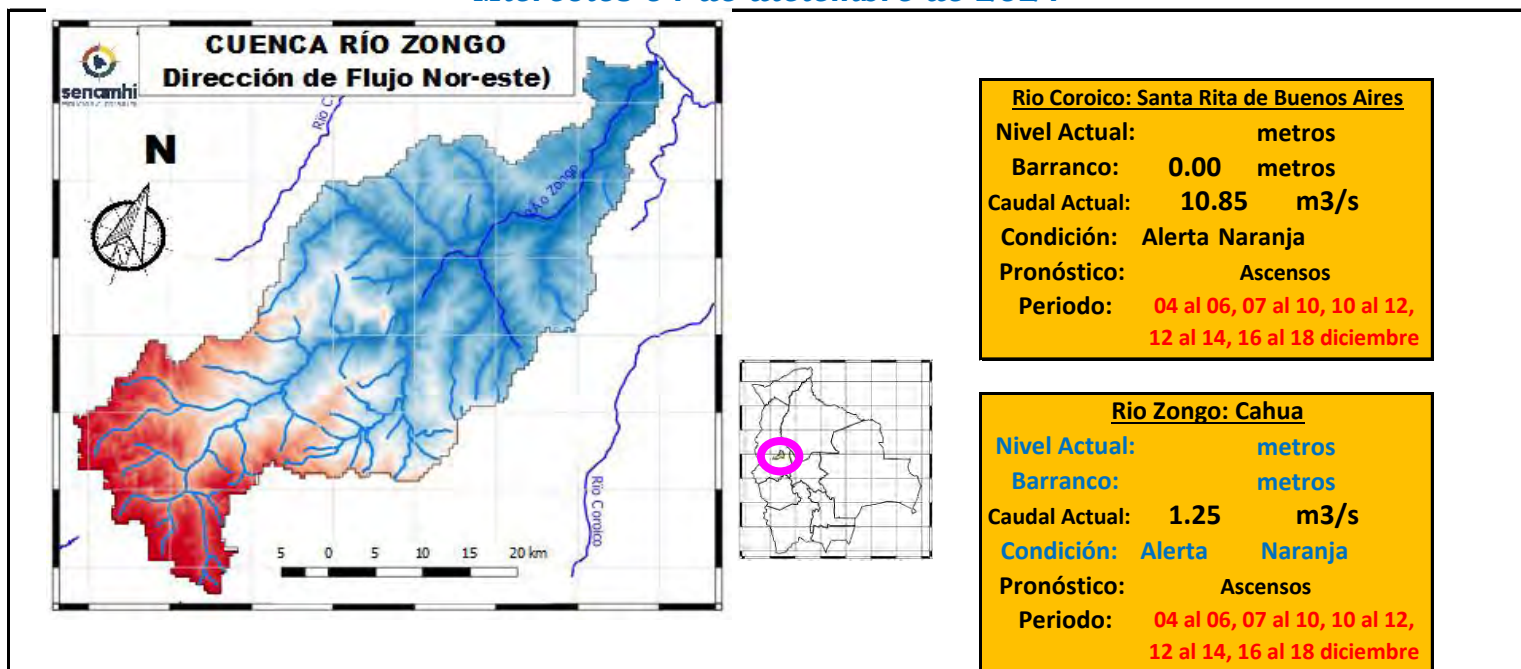 CUENCA RÍO ZONGO
Dirección de Flujo Nor-este)
senamhi
N
Río C
Río Zongo
Río Coroico
5 0 5 10 15 20 km
Rio Coroico: Santa Rita de Buenos Aires
Nivel Actual: metros
Barranco: 0.00 metros
Caudal Actual: 10.85 m3/s
Condición: Alerta Naranja
Pronóstico: Ascensos
Periodo: 04 al 06, 07 al 10, 10 al 12,
12 al 14, 16 al 18 diciembre
Rio Zongo: Cahua
Nivel Actual: metros
Barranco: metros
Caudal Actual: 1.25 m3/s
Condición: Alerta Naranja
Pronóstico: Ascensos
Periodo: 04 al 06, 07 al 10, 10 al 12,
12 al 14, 16 al 18 diciembre